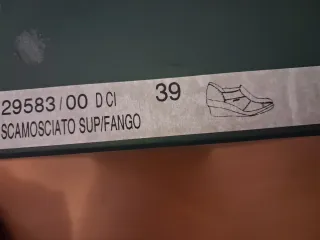 29583/00 D CI 39
SCAMOSCIATO SUP/FANGO